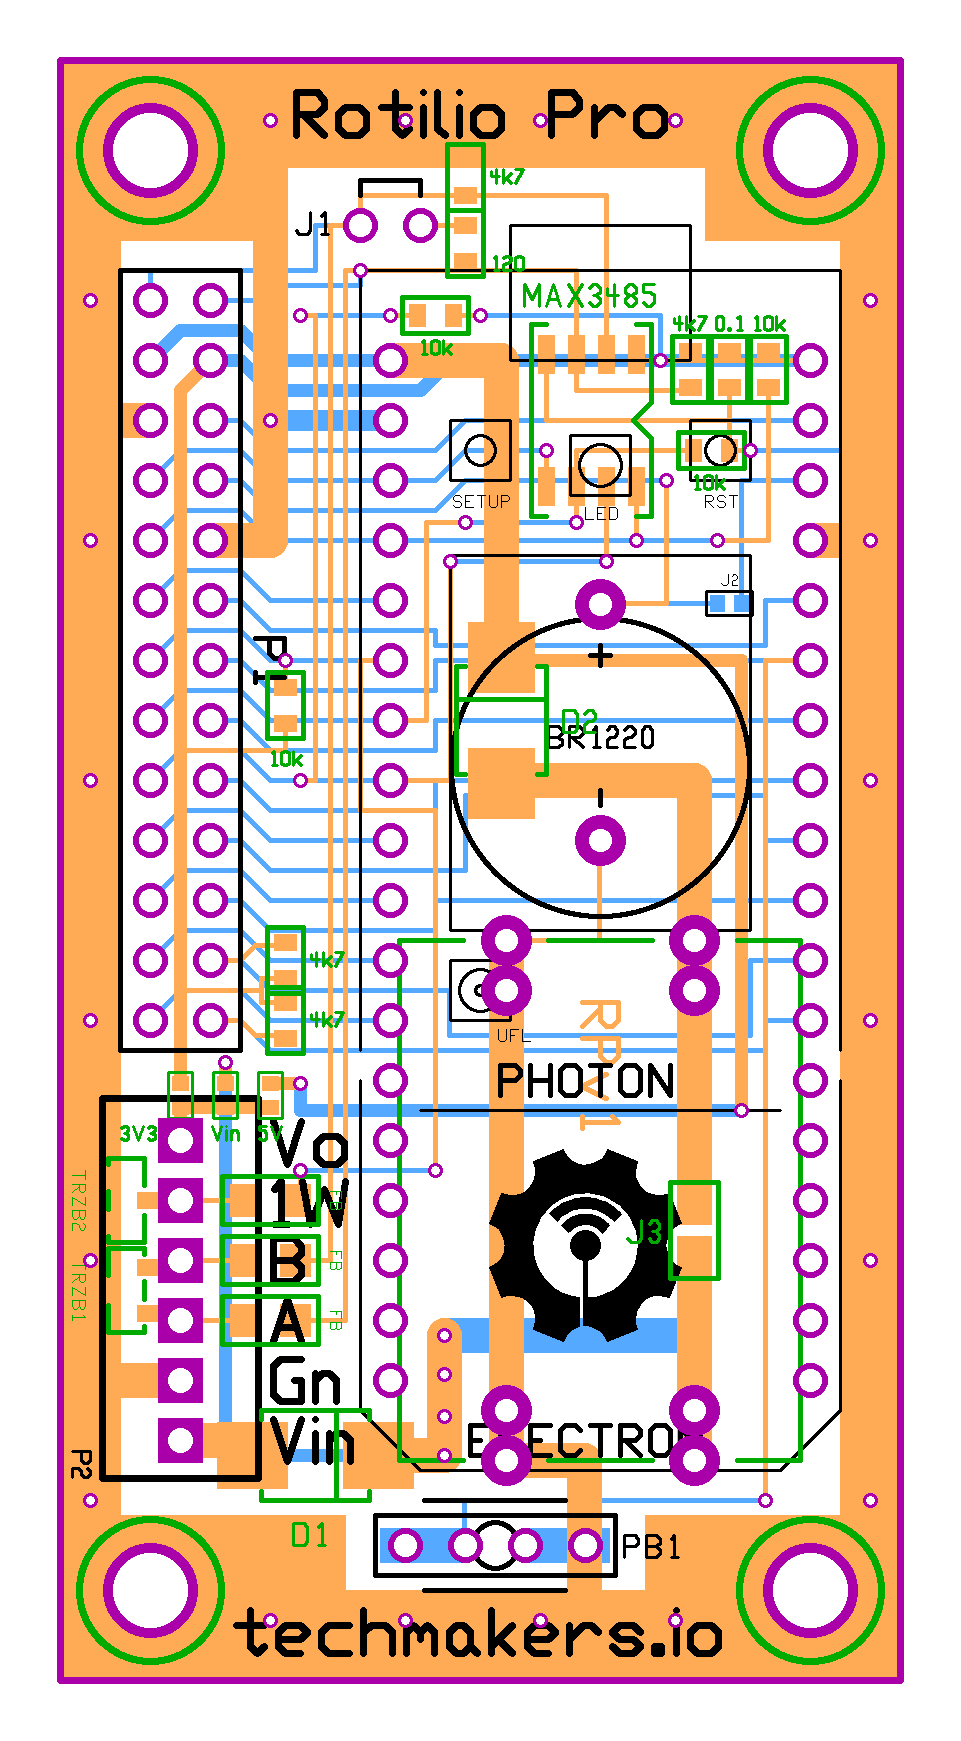 Rotilio Pro
4k7
J1
120
MAX3485
4k7 0.1 10k
10k
10k
SETUP
LED
RST
J2
P1
+
D2
BR1220
10k
-
4k7
4k7
UFL
RPv1
PHOTON
3V3 Vin 5V
Vo
TRZB2
1W
FB
J3
B
FB
TRZB1
A
FB
Gn
Vin
ELECTRON
P2
D1
PB1
techmakers.io